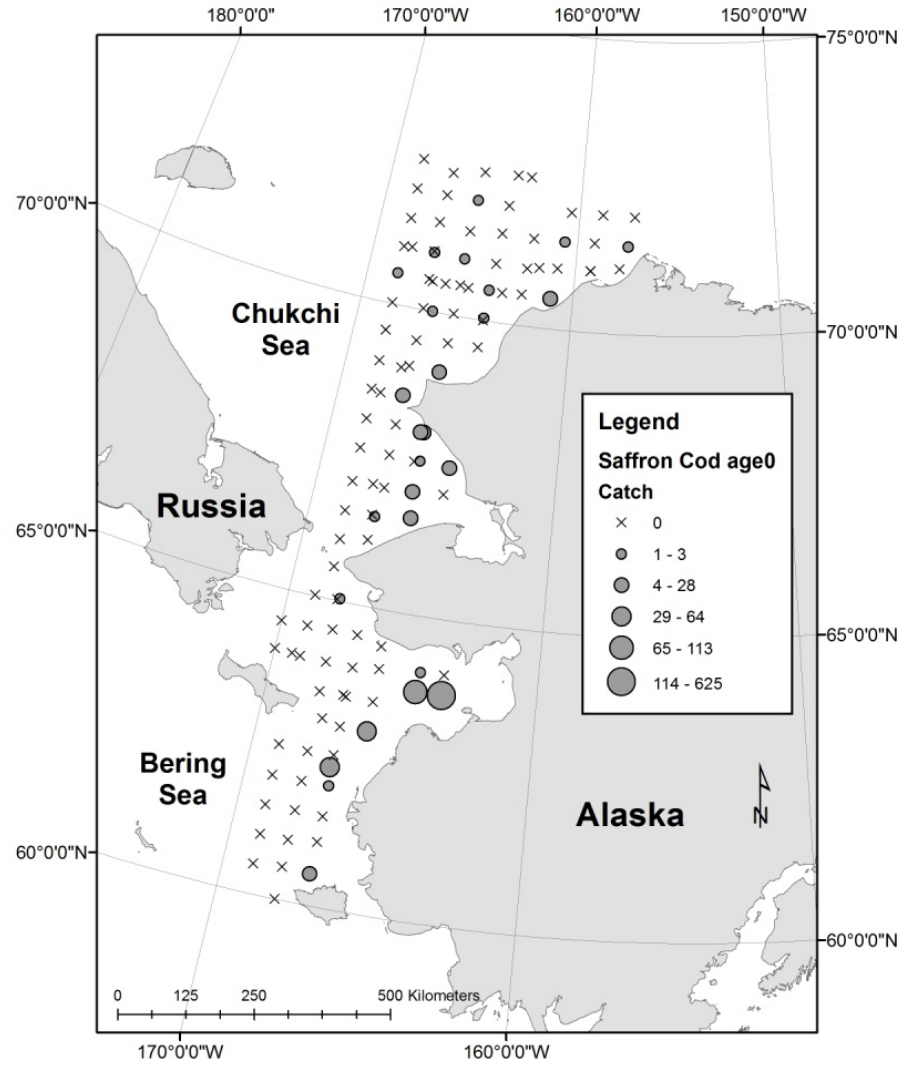 180°0'0" 170°0'0"W 160°0'0"W 150°0'0"W
75°0'0"N
70°0'0"N
Chukchi
Sea
70°0'0"N
Legend
Saffron Cod age0
Catch
0
1 - 3
4 - 28
29 - 64
65 - 113
114 - 625
Russia
65°0'0"N
65°0'0"N
Bering
Sea
Alaska
N
60°0'0"N
60°0'0"N
0 125 250 500 Kilometers
170°0'0"W 160°0'0"W